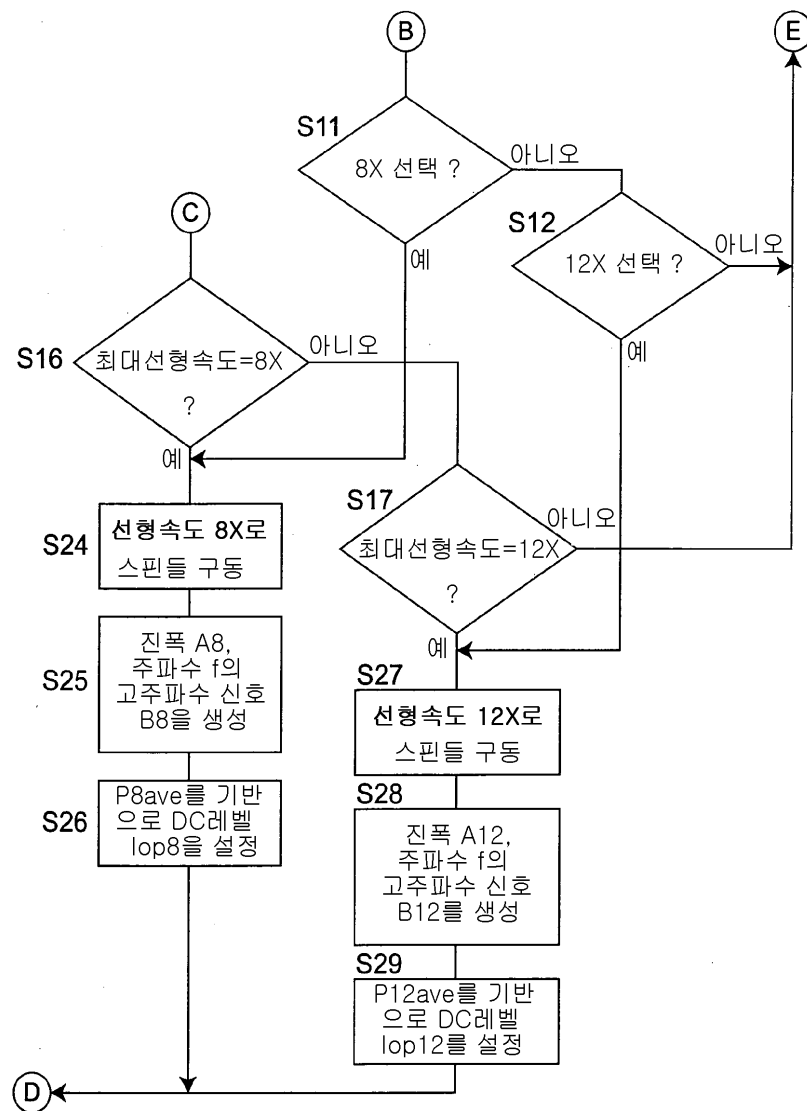 B
E
S11
8X 선택 ?
아니오
예
S12
12X 선택 ?
아니오
예
C
S16
최대선형속도=8X
?
아니오
예
S17
최대선형속도=12X
?
아니오
예
S24
선형속도 8X로
스핀들 구동
S25
진폭 A8,
주파수 f의
고주파수 신호
B8을 생성
S26
P8ave를 기반
으로 DC레벨
Iop8을 설정
S27
선형속도 12X로
스핀들 구동
S28
진폭 A12,
주파수 f의
고주파수 신호
B12를 생성
S29
P12ave를 기반
으로 DC레벨
Iop12를 설정
D